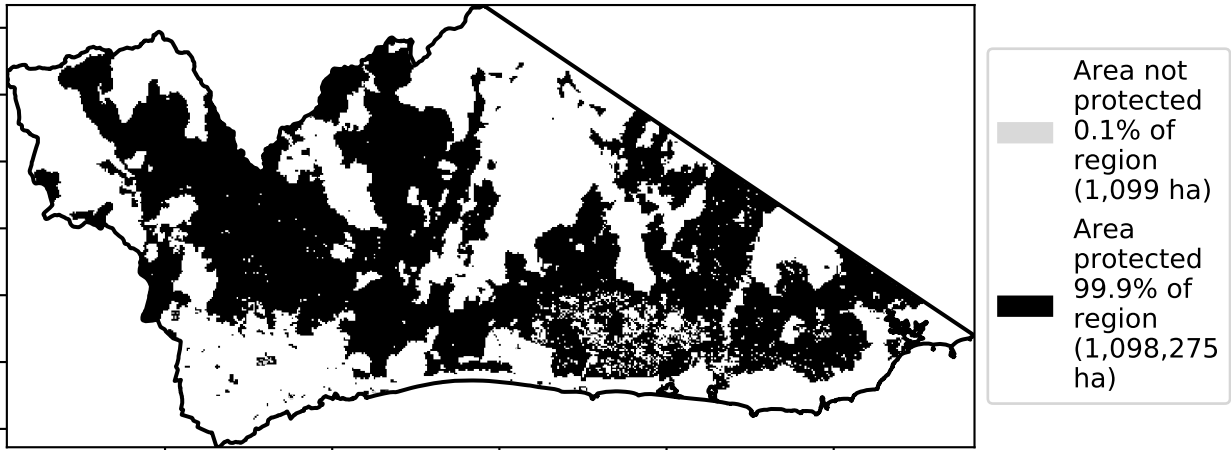 Area not
protected
0.1% of
region
(1,099 ha)
Area
protected
99.9% of
region
(1,098,275
ha)